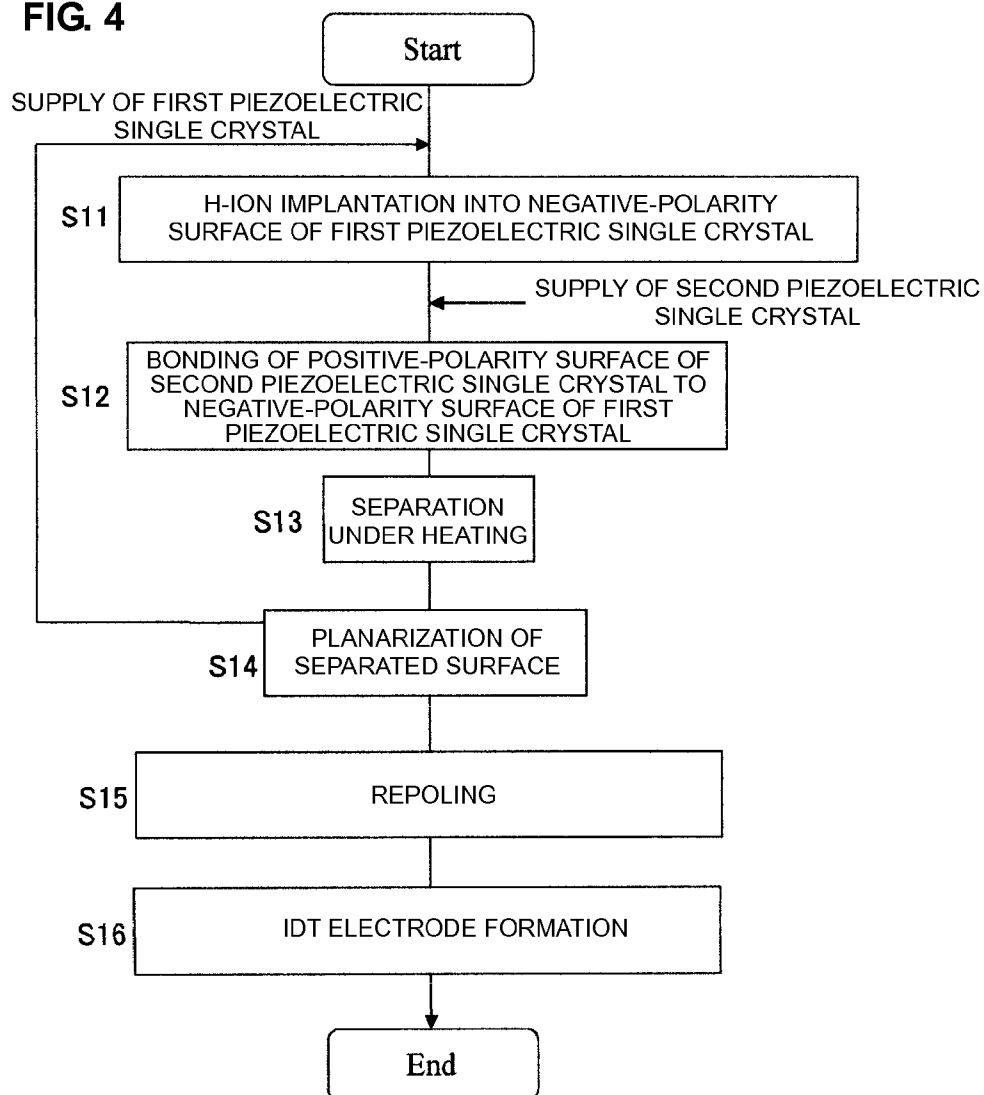 FIG. 4
Start
SUPPLY OF FIRST PIEZOELECTRIC
SINGLE CRYSTAL
S11
H-ION IMPLANTATION INTO NEGATIVE-POLARITY
SURFACE OF FIRST PIEZOELECTRIC SINGLE CRYSTAL
SUPPLY OF SECOND PIEZOELECTRIC
SINGLE CRYSTAL
S12
BONDING OF POSITIVE-POLARITY SURFACE OF
SECOND PIEZOELECTRIC SINGLE CRYSTAL TO
NEGATIVE-POLARITY SURFACE OF FIRST
PIEZOELECTRIC SINGLE CRYSTAL
S13
SEPARATION
UNDER HEATING
S14
PLANARIZATION OF
SEPARATED SURFACE
S15
REPOLING
S16
IDT ELECTRODE FORMATION
End